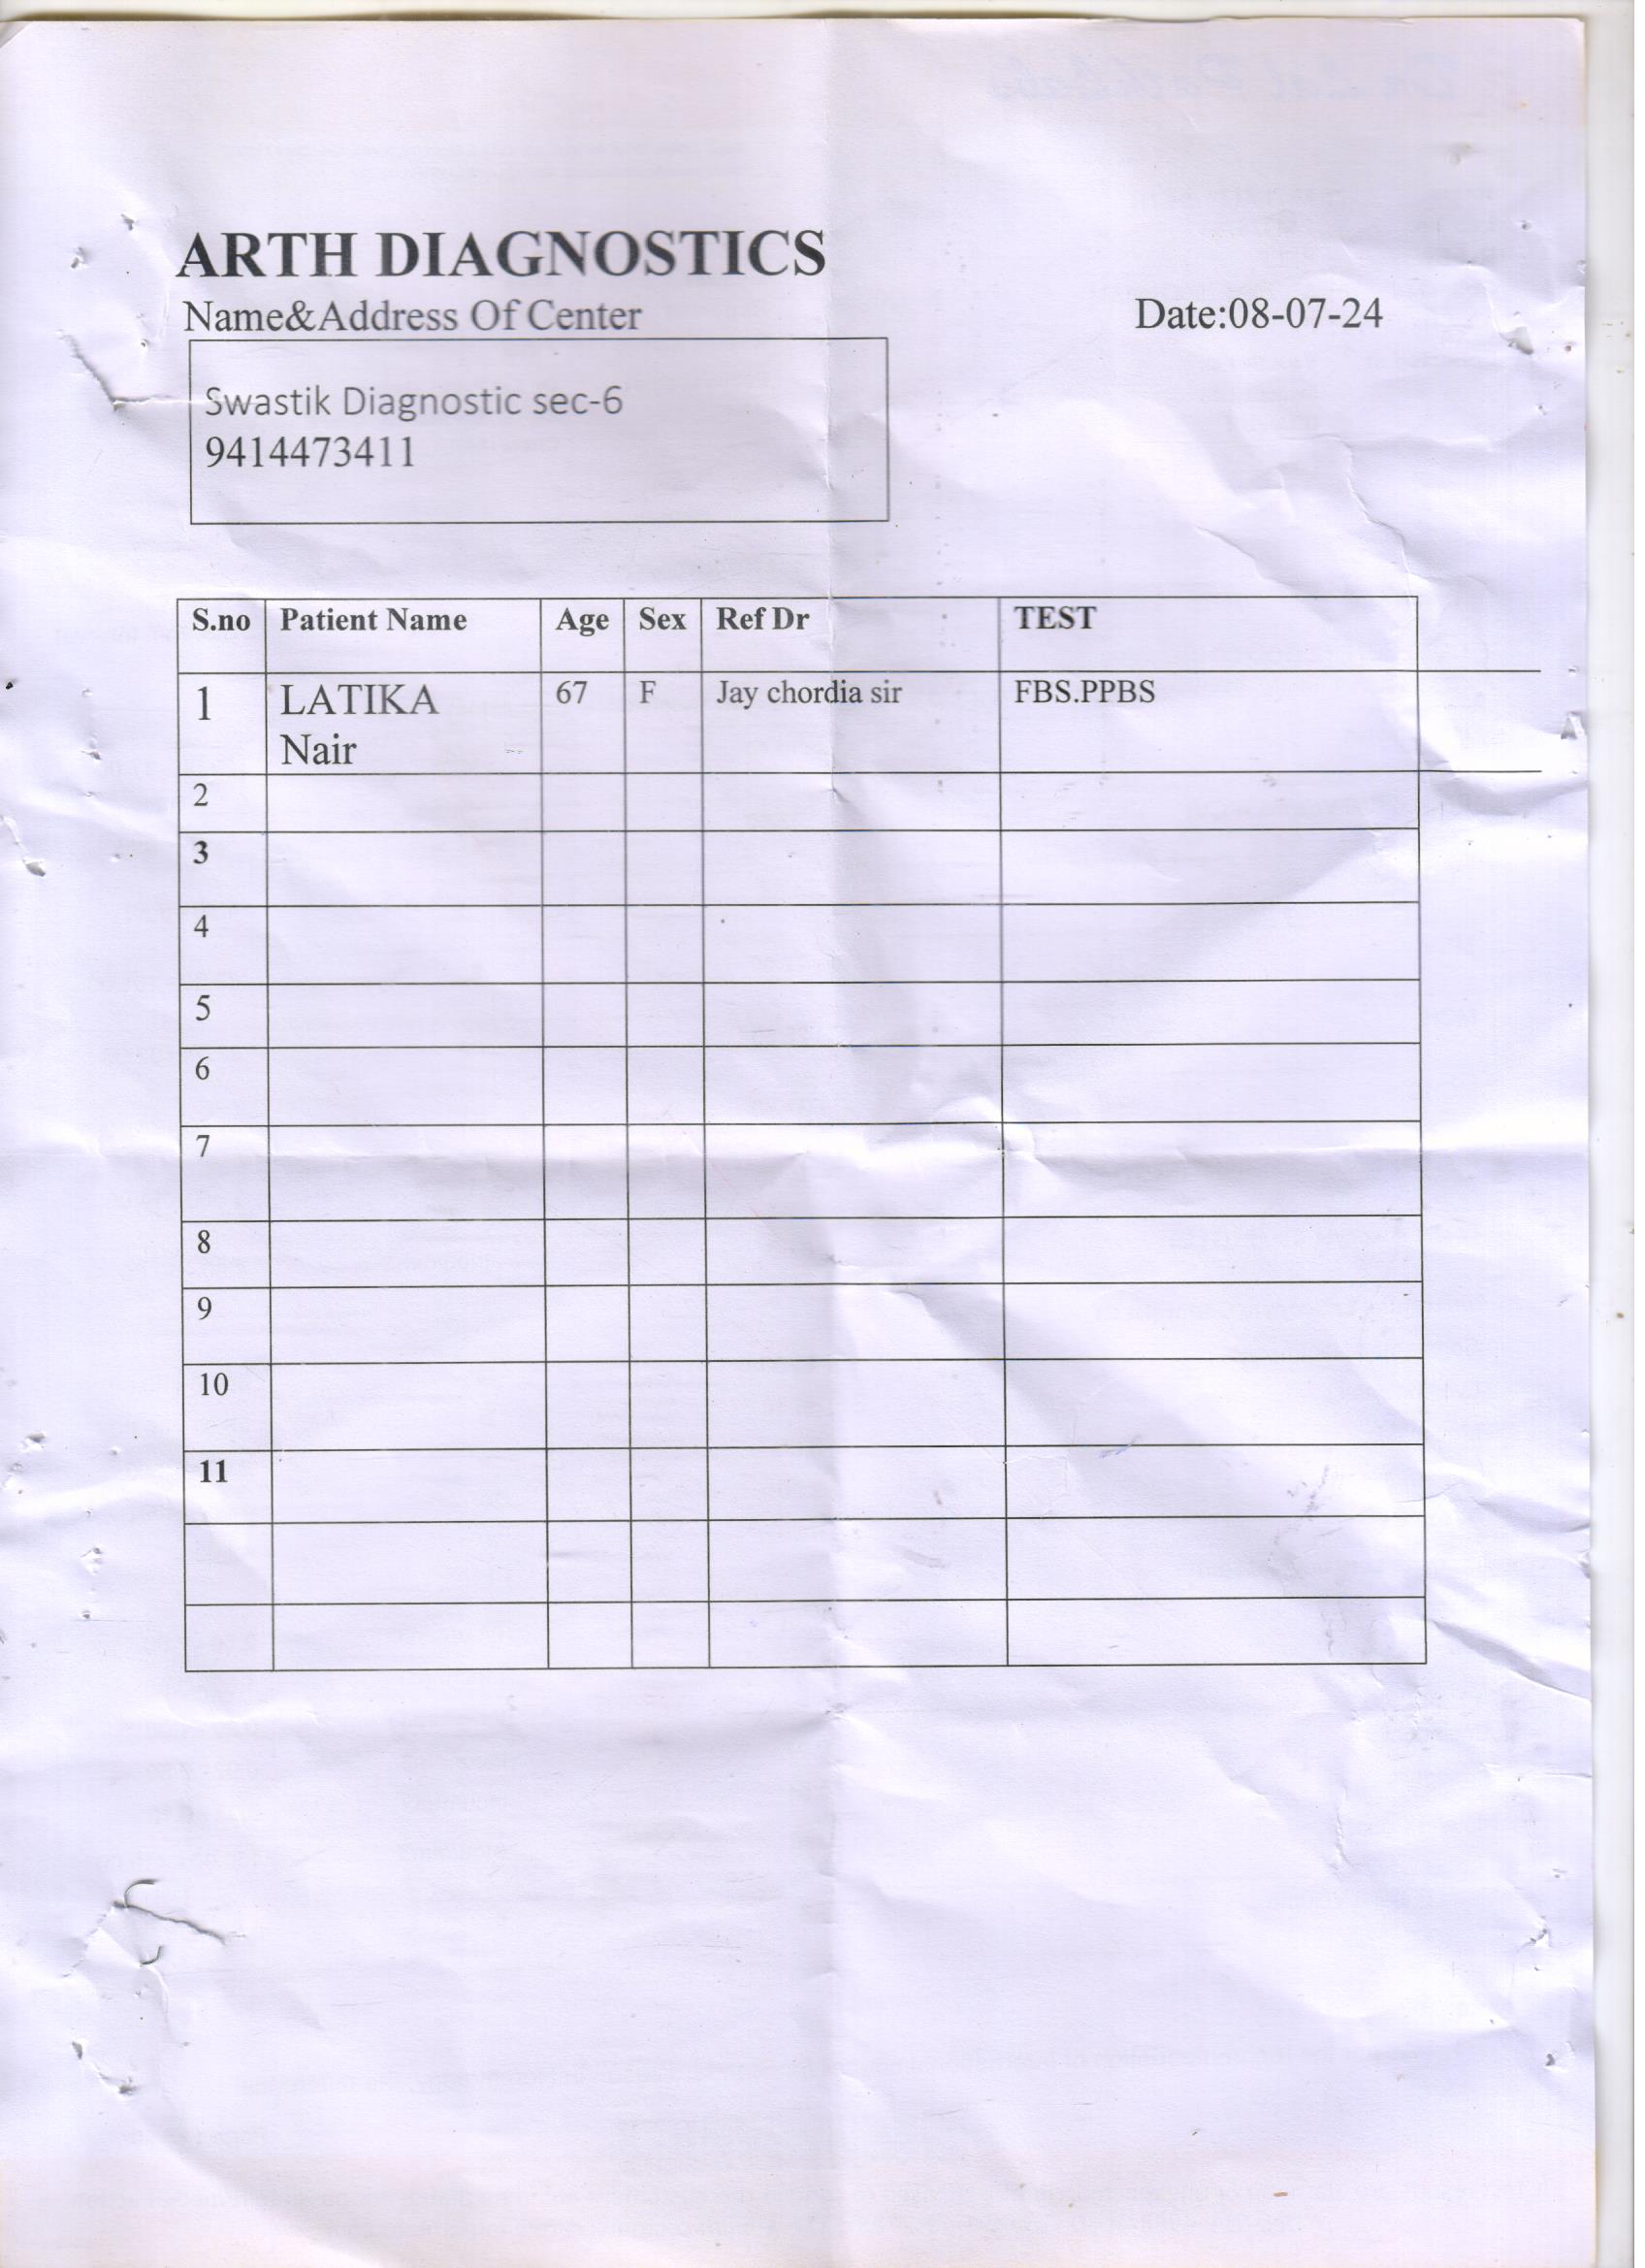 ARTH DIAGNOSTICS
Name&Address Of Center
Date:08-07-24
Swastik Diagnostic sec-6
9414473411
S.no Patient Name Age Sex Ref Dr TEST
1 LATIKA Nair 67 F Jay chordia sir FBS.PPBS
2
3
4
5
6
7
8
9
10
11